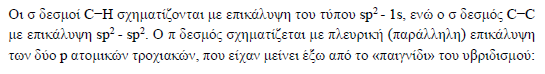 Οι σ δεσμοί C−H σχηματίζονται με επικάλυψη του τύπου sp² - 1s, ενώ ο σ δεσμός C−C
με επικάλυψη sp² - sp². Ο π δεσμός σχηματίζεται με πλευρική (παράλληλη) επικάλυψη
των δύο p ατομικών τροχιακών, που είχαν μείνει έξω από το «παιγνίδι» του υβριδισμού: